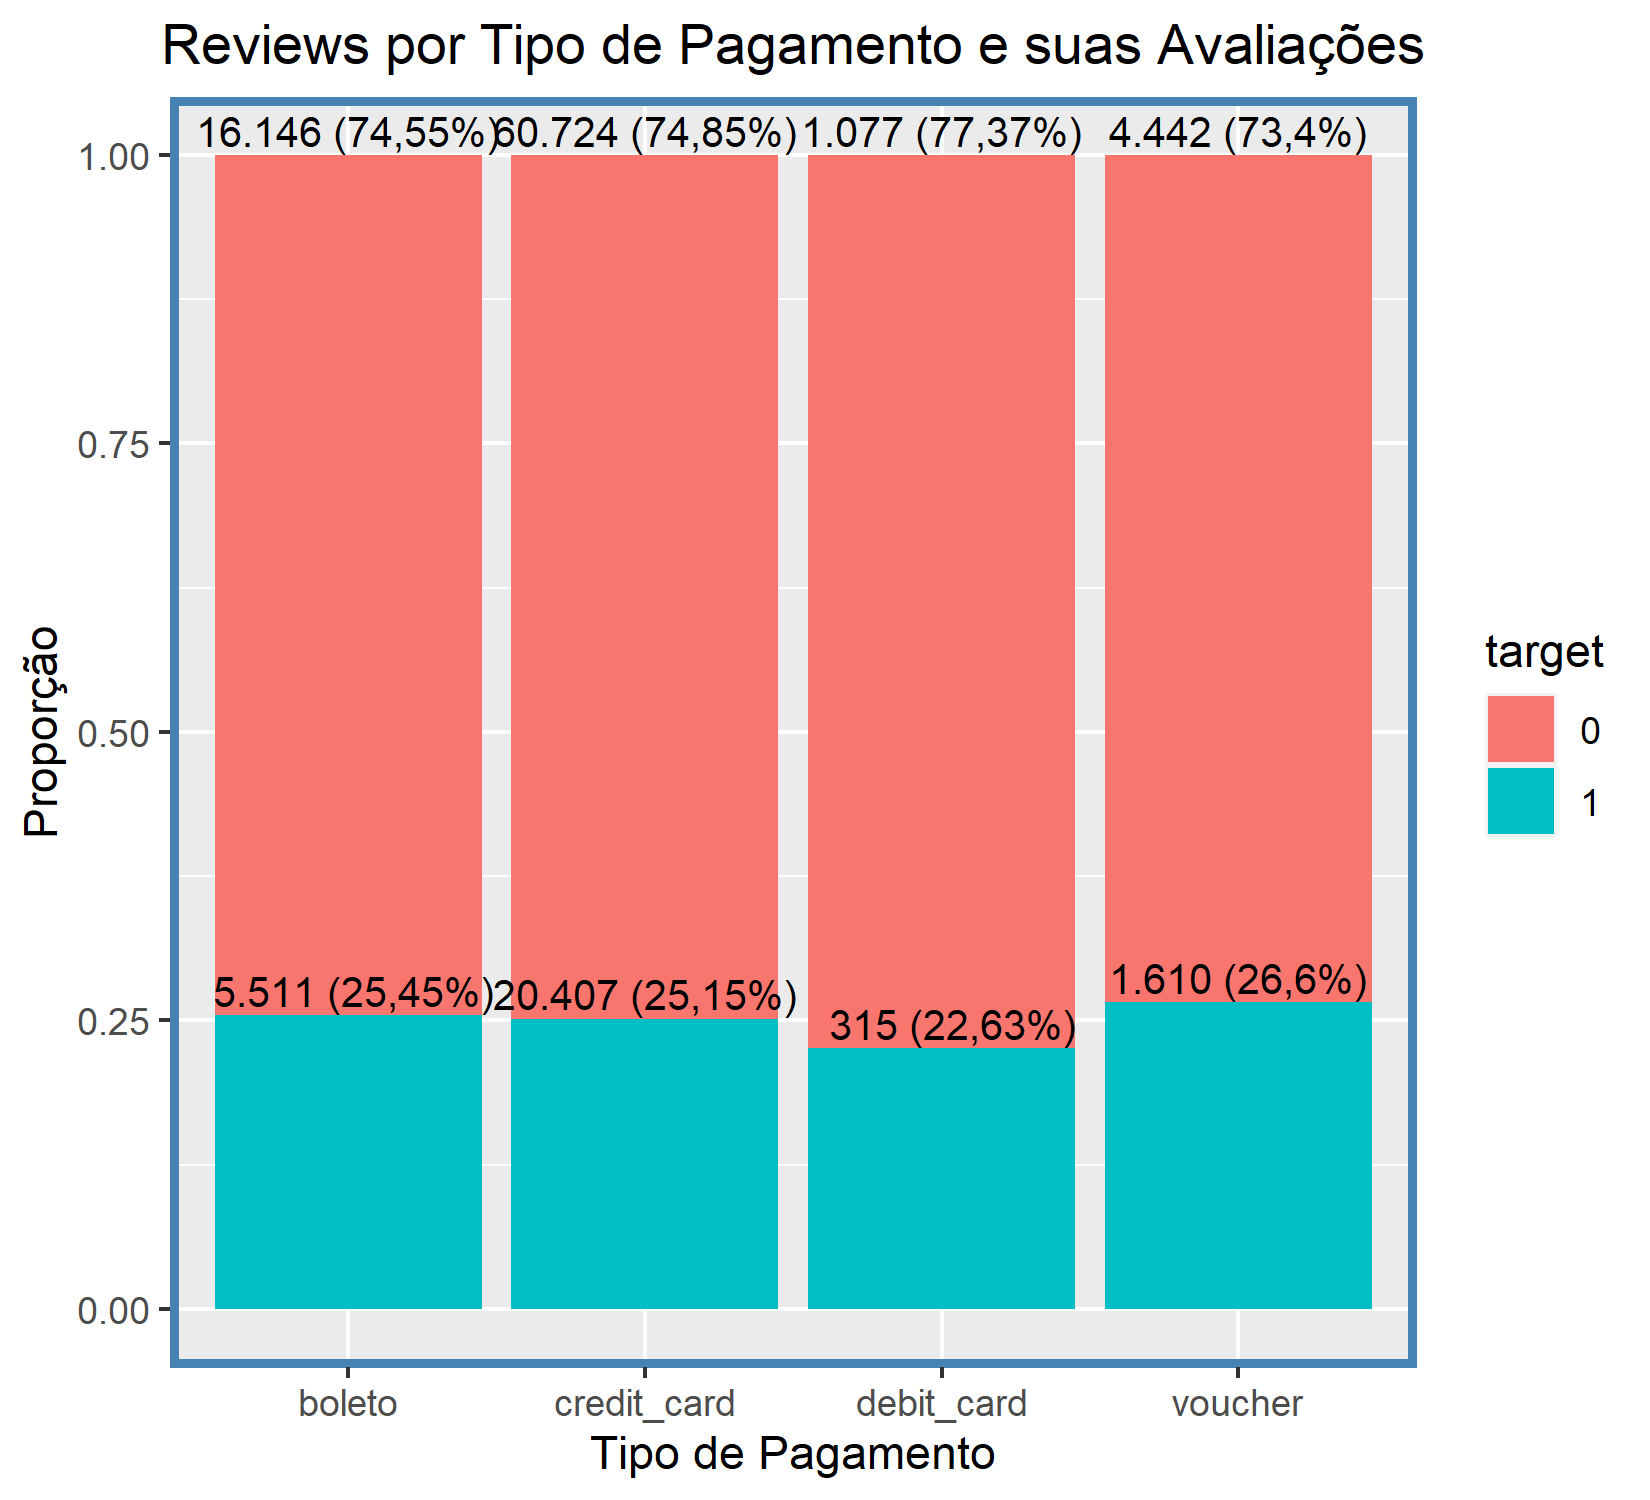 Reviews por Tipo de Pagamento e suas Avaliações
16.146 (74,55%) 60.724 (74,85%) 1.077 (77,37%) 4.442 (73,4%)
1.00
0.75
0.50
0.25
0.00
5.511 (25,45%) 20.407 (25,15%) 315 (22,63%) 1.610 (26,6%)
Proporção
boleto credit_card debit_card voucher
Tipo de Pagamento
target
0
1